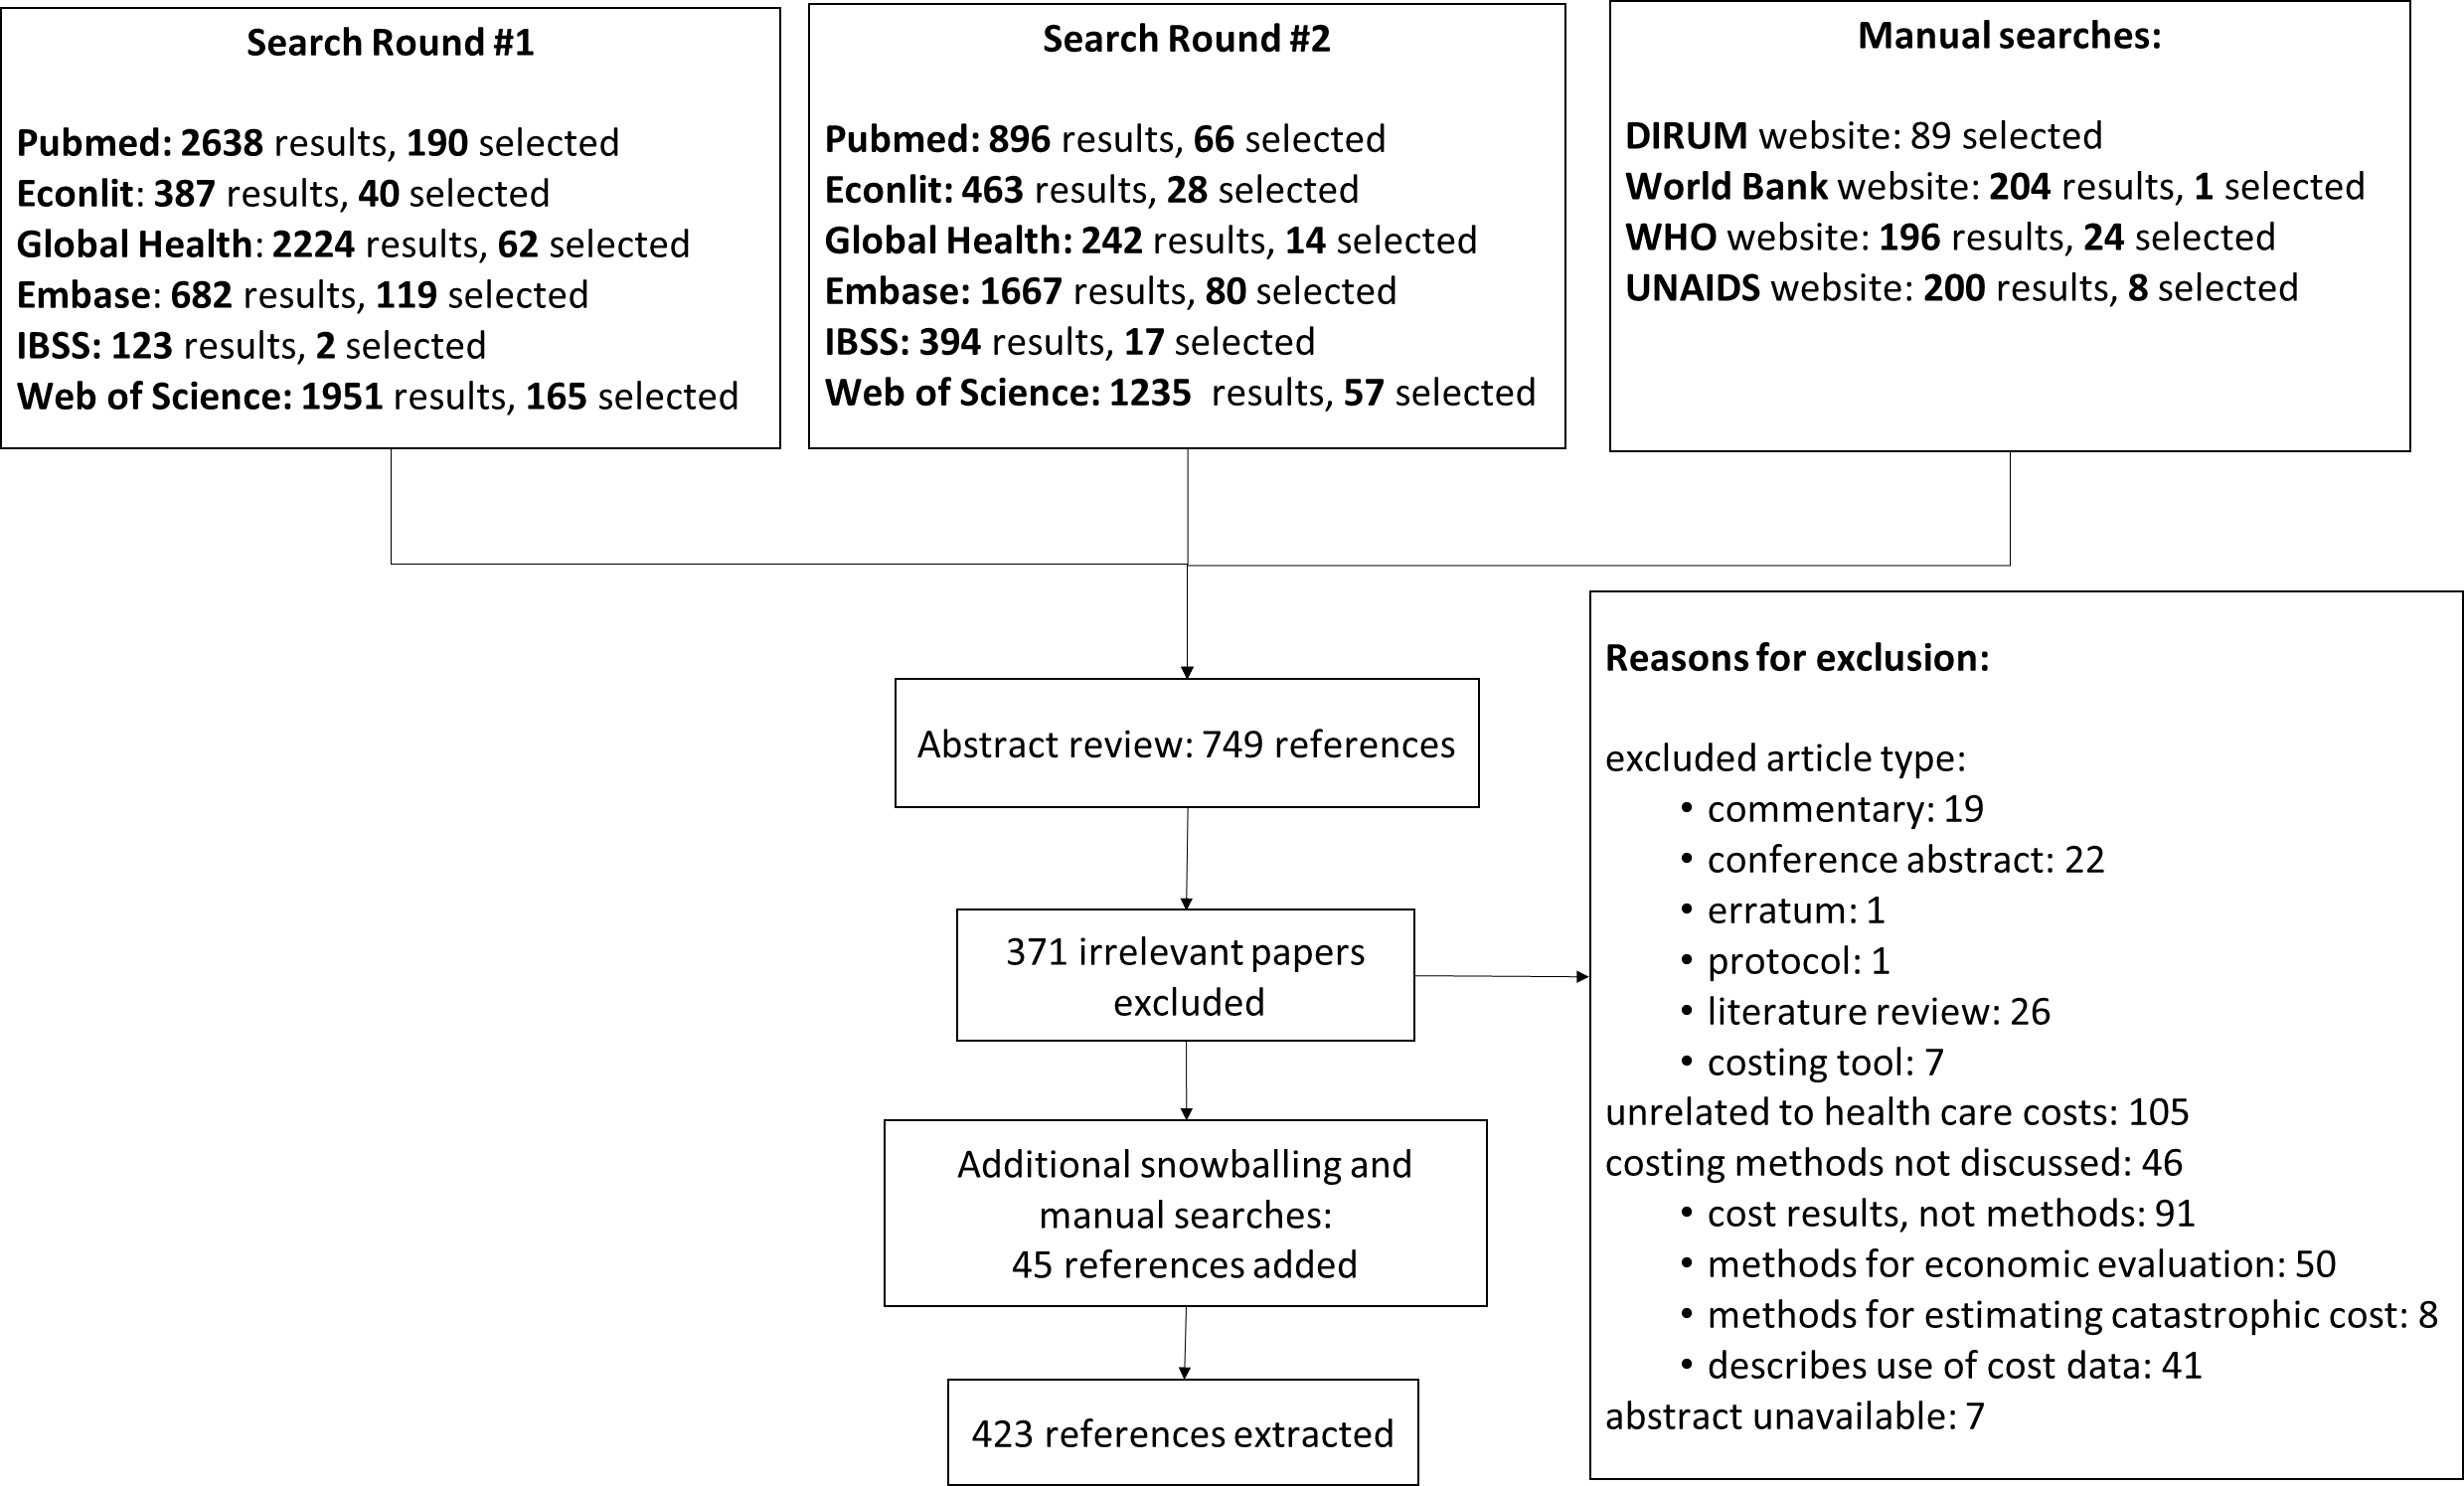 Search Round #1
Pubmed: 2638 results, 190 selected
Econlit: 387 results, 40 selected
Global Health: 2224 results, 62 selected
Embase: 682 results, 119 selected
IBSS: 123 results, 2 selected
Web of Science: 1951 results, 165 selected
Search Round #2
Pubmed: 896 results, 66 selected
Econlit: 463 results, 28 selected
Global Health: 242 results, 14 selected
Embase: 1667 results, 80 selected
IBSS: 394 results, 17 selected
Web of Science: 1235 results, 57 selected
Manual searches:
DIRUM website: 89 selected
World Bank website: 204 results, 1 selected
WHO website: 196 results, 24 selected
UNAIDS website: 200 results, 8 selected
Abstract review: 749 references
371 irrelevant papers
excluded
Additional snowballing and
manual searches:
45 references added
423 references extracted
Reasons for exclusion:
excluded article type:
• commentary: 19
• conference abstract: 22
• erratum: 1
• protocol: 1
• literature review: 26
• costing tool: 7
unrelated to health care costs: 105
costing methods not discussed: 46
• cost results, not methods: 91
• methods for economic evaluation: 50
• methods for estimating catastrophic cost: 8
• describes use of cost data: 41
abstract unavailable: 7